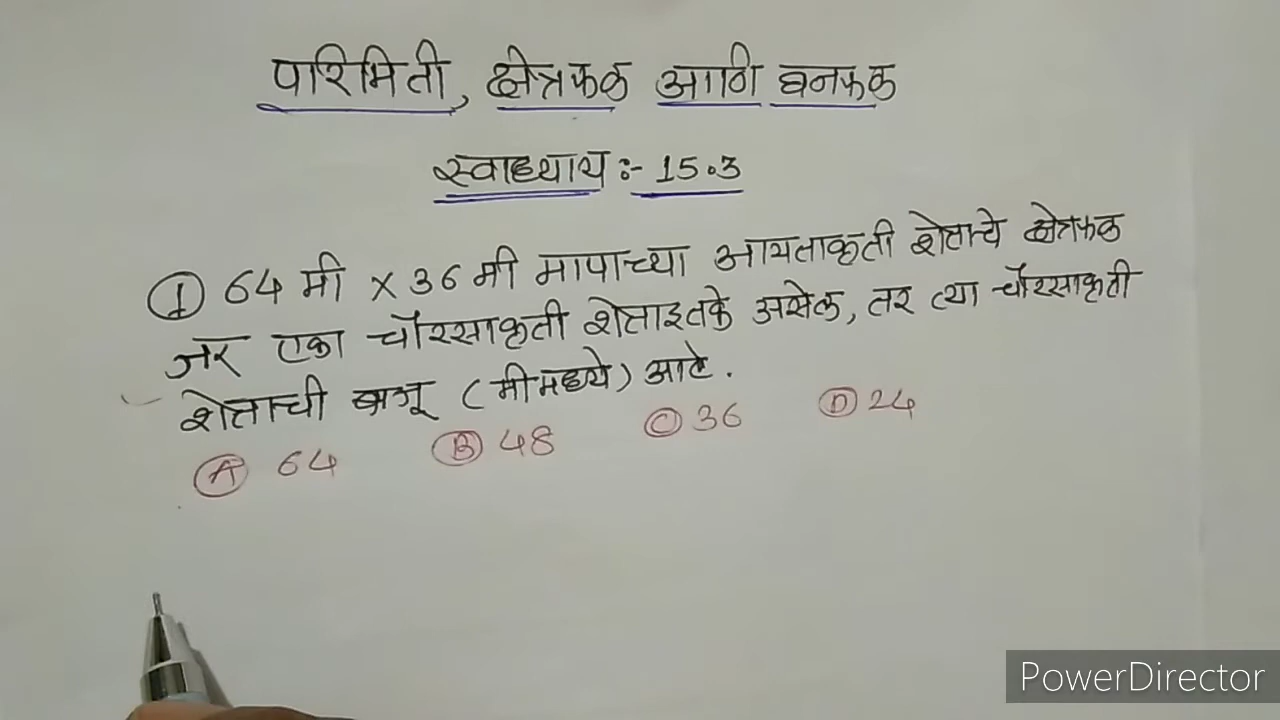 परिमिती, क्षेत्रफळ आणि घनफळ
स्वाध्याय :- 15.3
① 64 मी × 36 मी मापाच्या आयताकृती शेताचे क्षेत्रफळ
जर एका चौरसाकृती शेताइतके असेल, तर त्या चौरसाकृती
शेताची बाजू (मीमध्ये) आहे.
Ⓐ 64 Ⓑ 48 Ⓒ 36 Ⓓ 24
PowerDirector